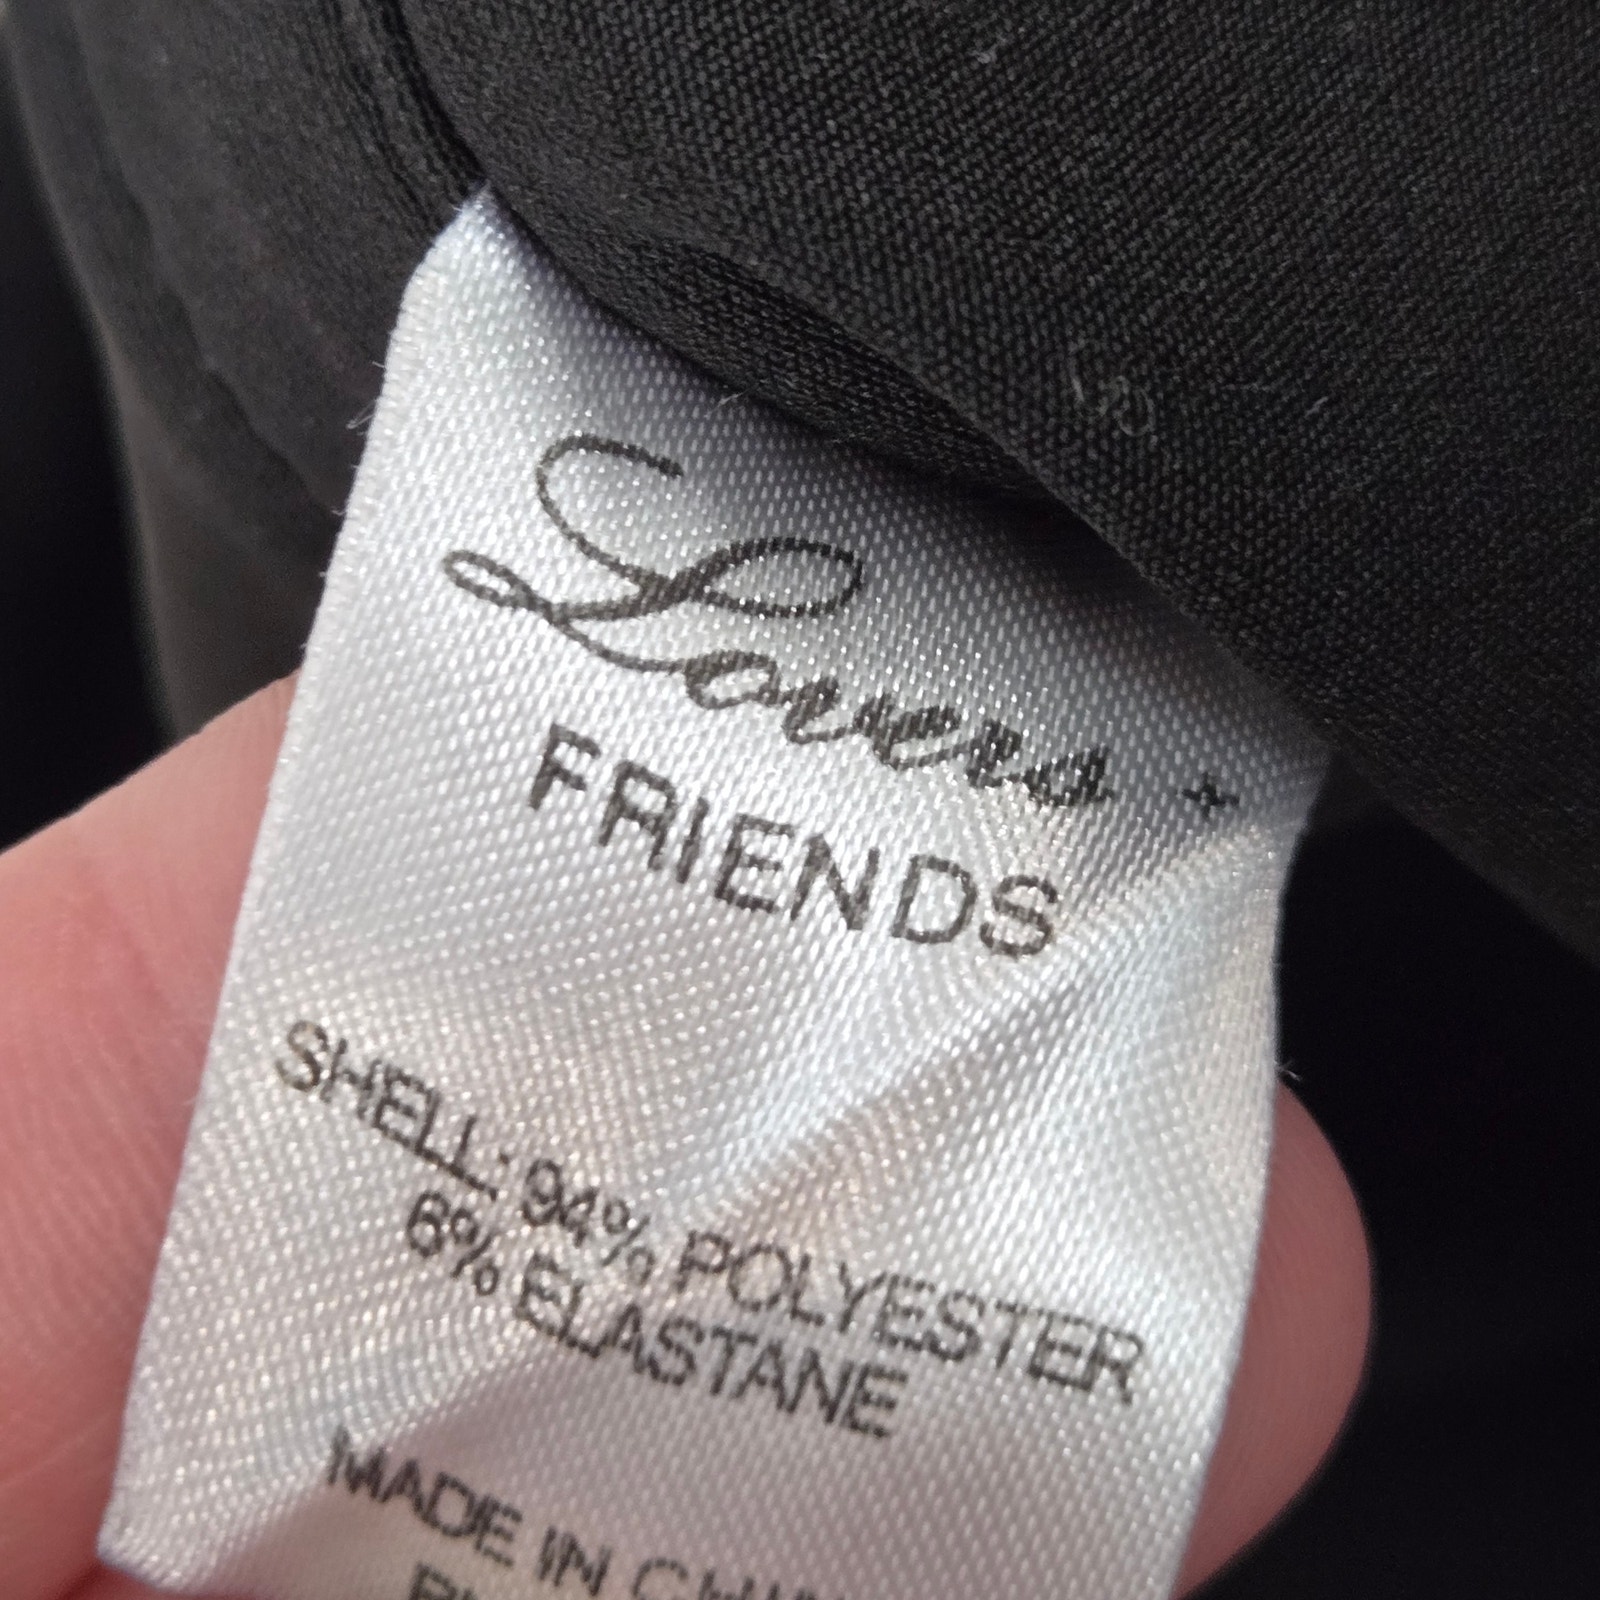 Lovers +
FRIENDS
SHELL: 94% POLYESTER
6% ELASTANE
MADE IN